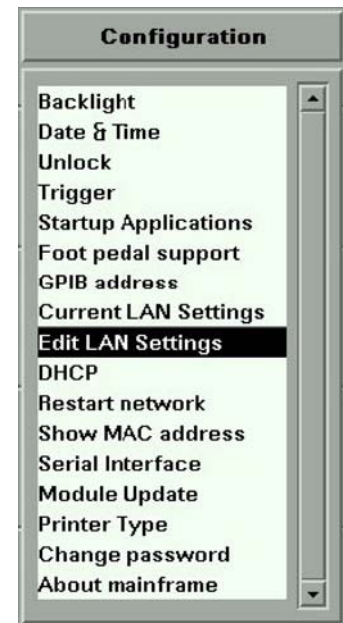 Configuration
Backlight
Date & Time
Unlock
Trigger
Startup Applications
Foot pedal support
GPIB address
Current LAN Settings
Edit LAN Settings
DHCP
Restart network
Show MAC address
Serial Interface
Module Update
Printer Type
Change password
About mainframe